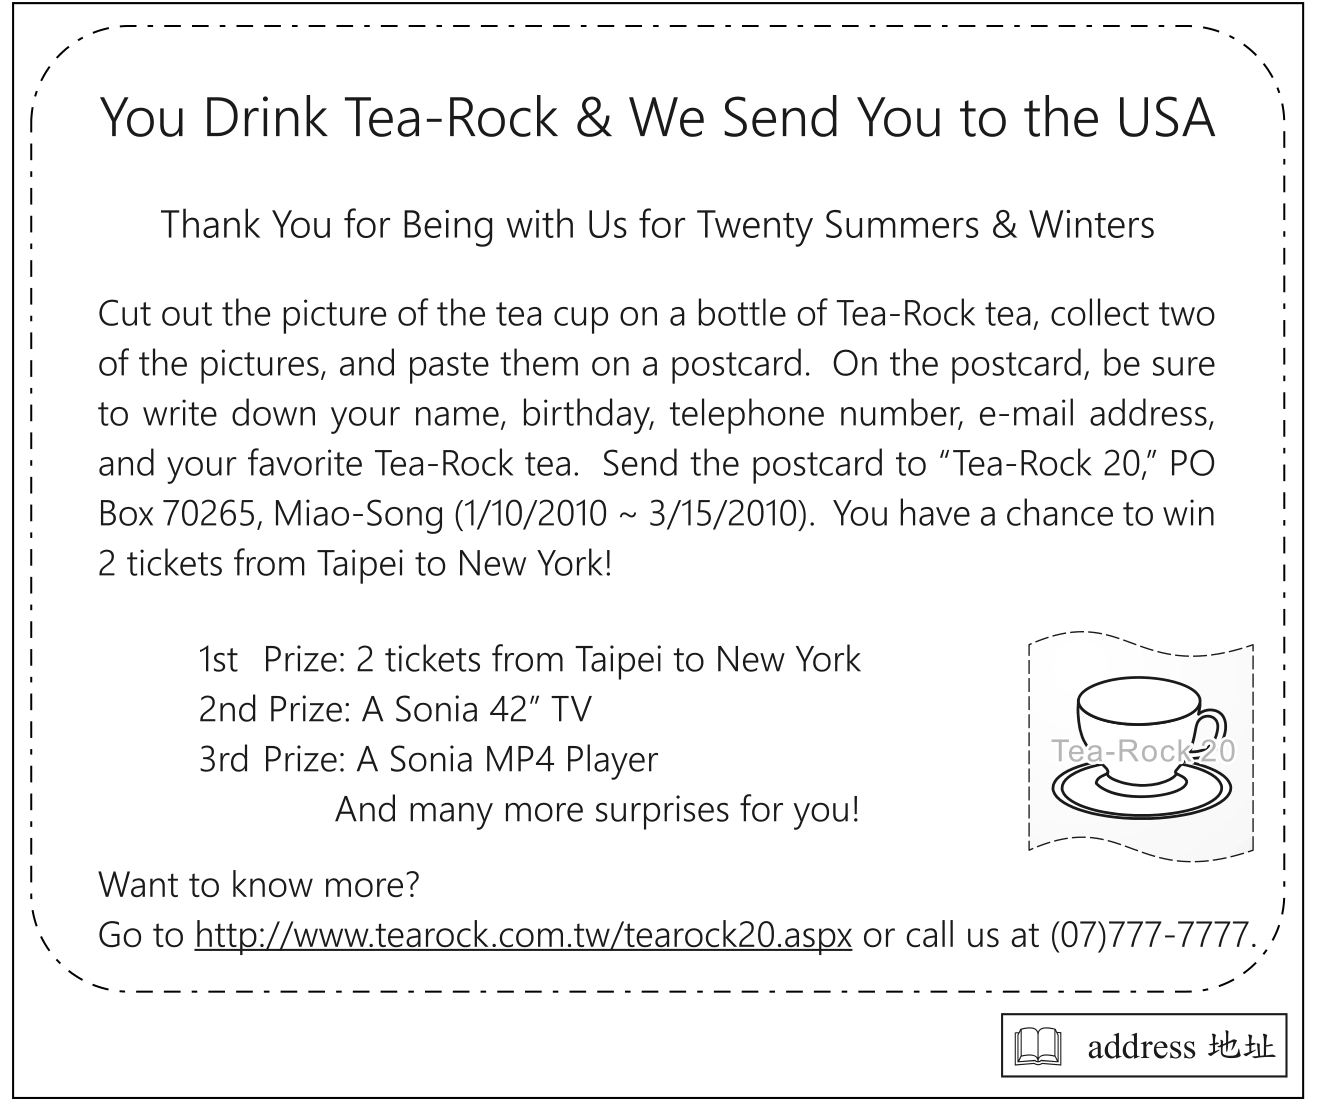 You Drink Tea-Rock & We Send You to the USA
Thank You for Being with Us for Twenty Summers & Winters
Cut out the picture of the tea cup on a bottle of Tea-Rock tea, collect two
of the pictures, and paste them on a postcard.  On the postcard, be sure
to write down your name, birthday, telephone number, e-mail address,
and your favorite Tea-Rock tea.  Send the postcard to “Tea-Rock 20,” PO
Box 70265, Miao-Song (1/10/2010 ~ 3/15/2010).  You have a chance to win
2 tickets from Taipei to New York!
1st Prize: 2 tickets from Taipei to New York
2nd Prize: A Sonia 42” TV
3rd Prize: A Sonia MP4 Player
And many more surprises for you!
Tea-Rock 20
Want to know more?
Go to http://www.tearock.com.tw/tearock20.aspx or call us at (07)777-7777.
address 地址